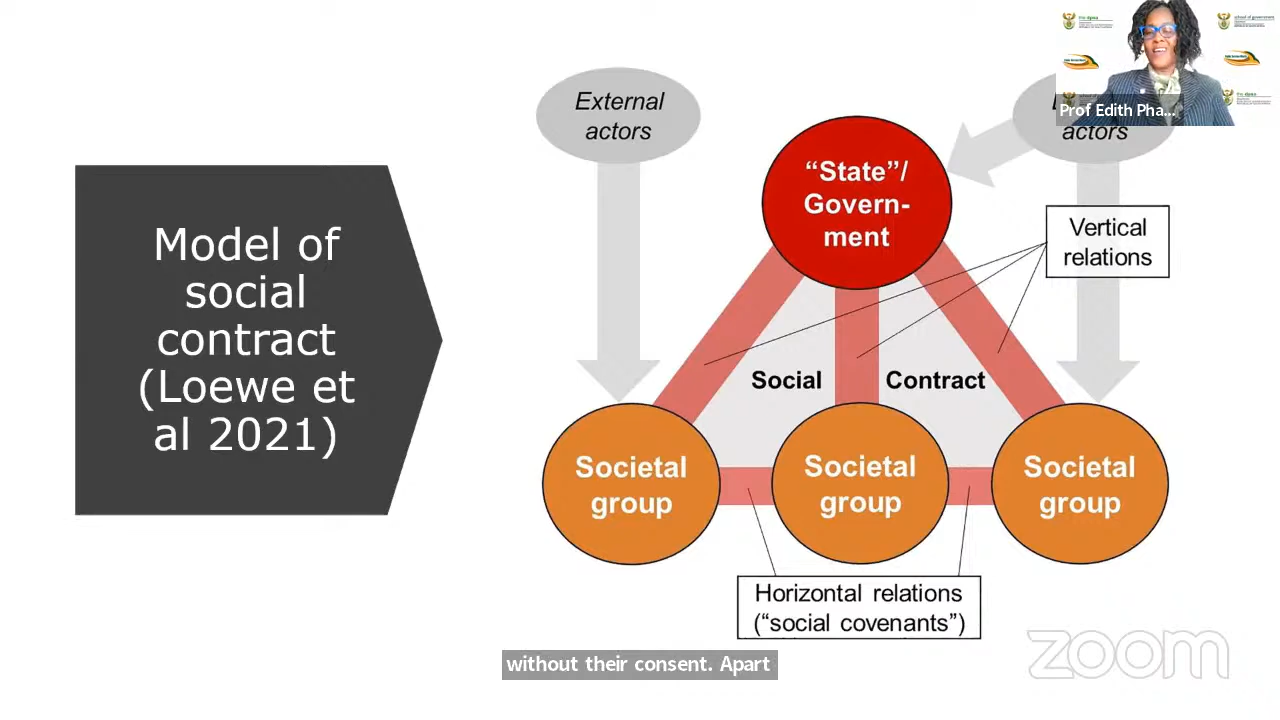 Prof Edith Pha...
External
actors
actors
"State"/
Govern-
ment
Vertical
relations
Model of
social
contract
(Loewe et
al 2021)
Social Contract
Societal
group
Societal
group
Societal
group
Horizontal relations
("social covenants")
without their consent. Apart
zoom